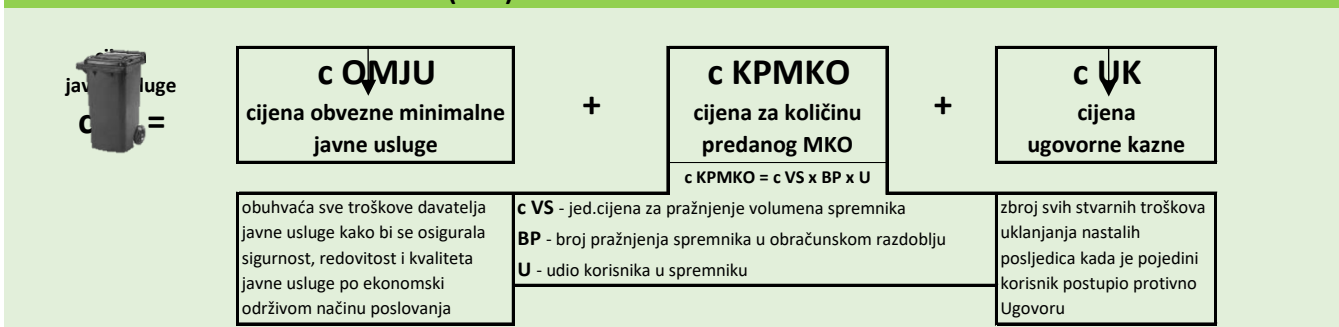 =
c OMJU
cijena obvezne minimalne
javne usluge
+
c KPMKO
cijena za količinu
predanog MKO
c KPMKO = c VS x BP x U
+
c UK
cijena
ugovorne kazne
obuhvaća sve troškove davatelja
javne usluge kako bi se osigurala
sigurnost, redovitost i kvaliteta
javne usluge po ekonomski
održivom načinu poslovanja
c VS - jed.cijena za pražnjenje volumena spremnika
BP - broj pražnjenja spremnika u obračunskom razdoblju
U - udio korisnika u spremniku
zbroj svih stvarnih troškova
uklanjanja nastalih
posljedica kada je pojedini
korisnik postupio protivno
Ugovoru